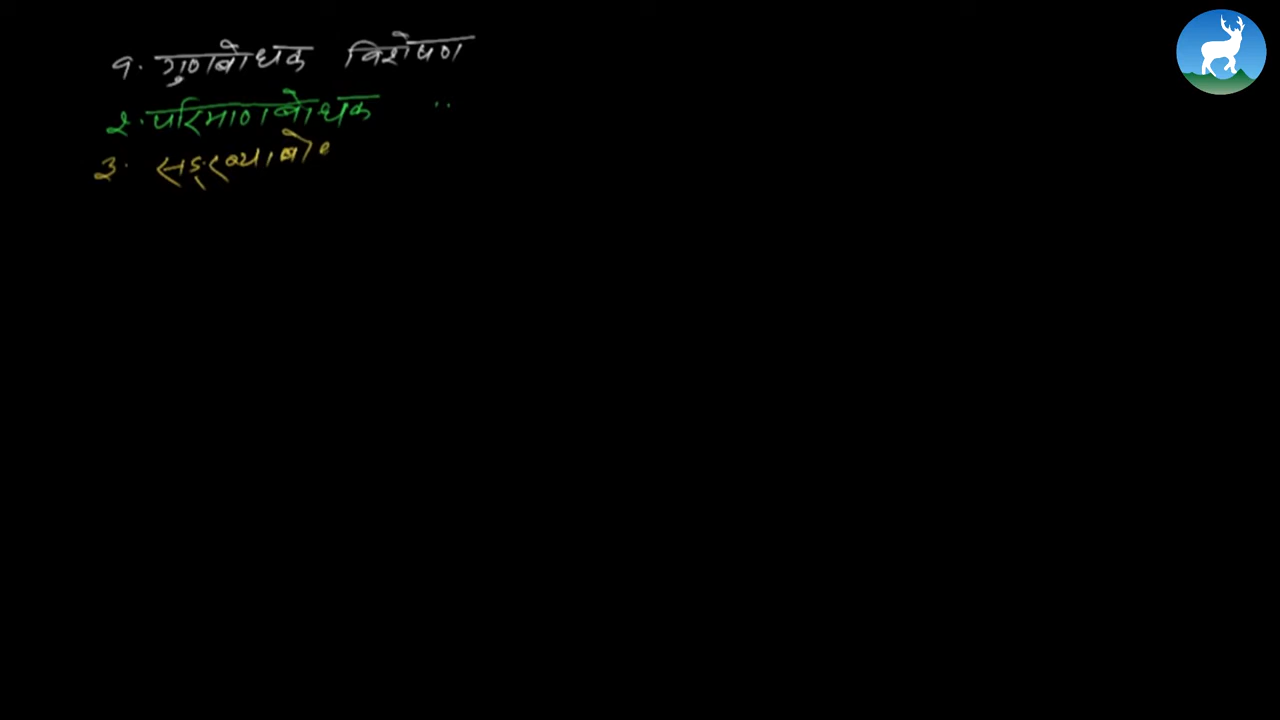 १. गुणबोधक विशेषण
२. परिमाणबोधक "
३. सङ्ख्याबो